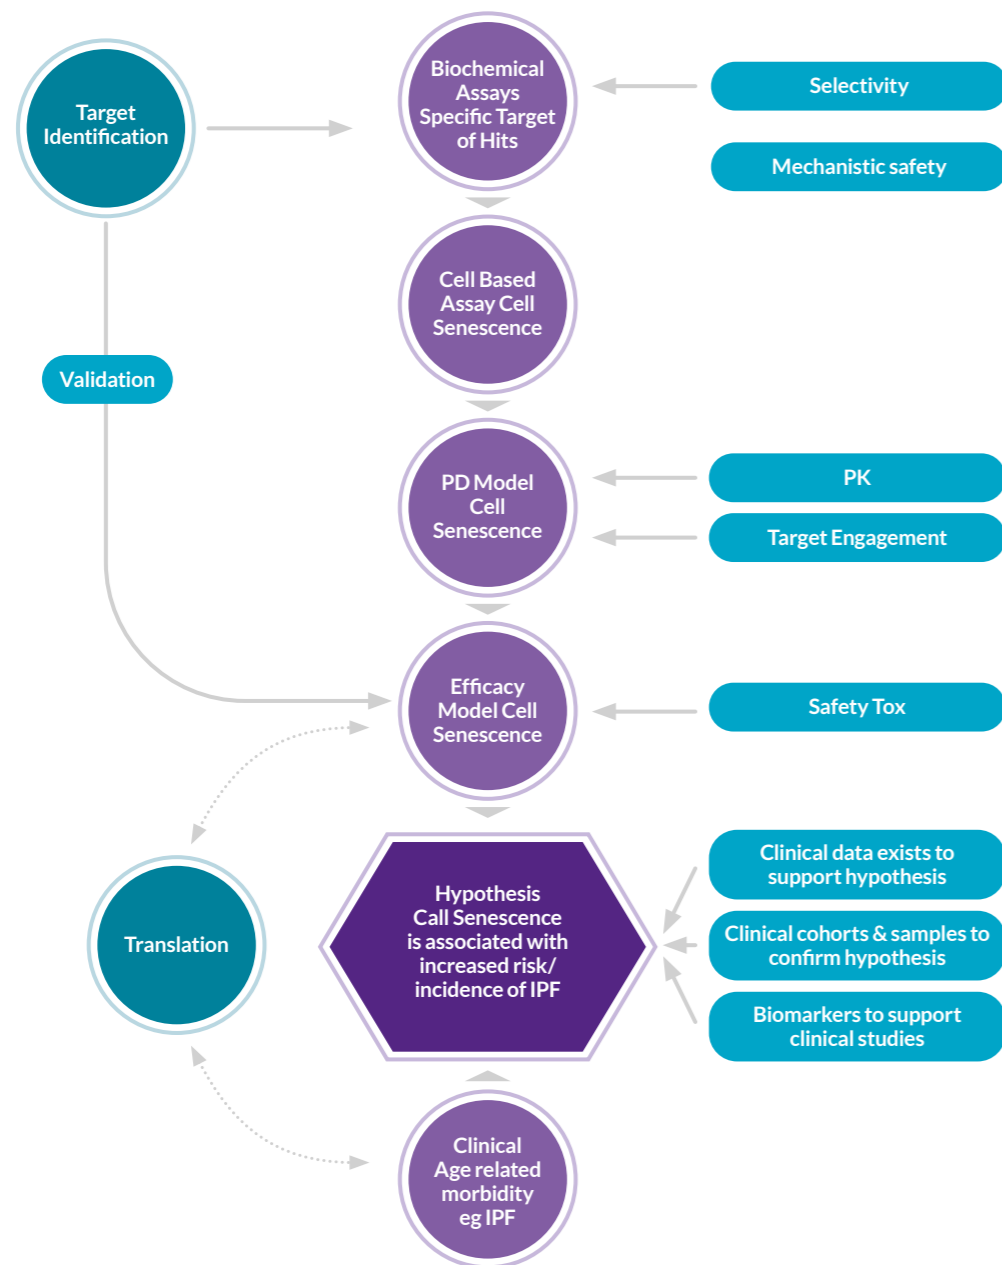 Target
Identification
Biochemical
Assays
Specific Target
of Hits
Selectivity
Mechanistic safety
Cell Based
Assay Cell
Senescence
Validation
PD Model
Cell
Senescence
PK
Target Engagement
Efficacy
Model Cell
Senescence
Safety Tox
Translation
Hypothesis
Call Senescence
is associated with
increased risk/
incidence of IPF
Clinical data exists to
support hypothesis
Clinical cohorts & samples to
confirm hypothesis
Biomarkers to support
clinical studies
Clinical
Age related
morbidity
eg IPF